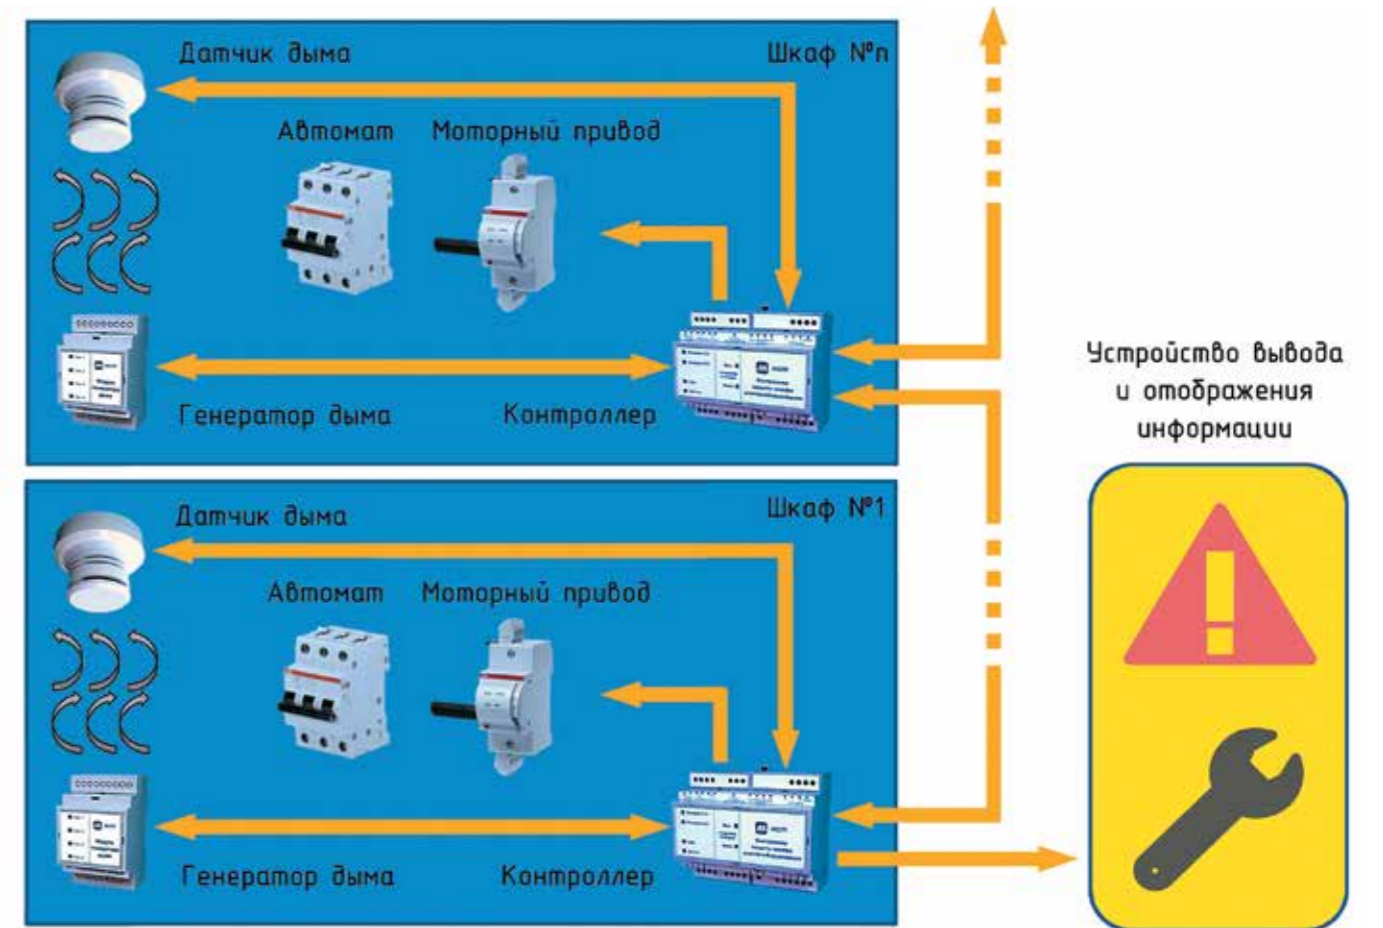 Датчик дыма
Шкаф №n
Автомат
Моторный привод
Генератор дыма
Контроллер
Устройство вывода
и отображения
информации
Датчик дыма
Шкаф №1
Автомат
Моторный привод
Генератор дыма
Контроллер